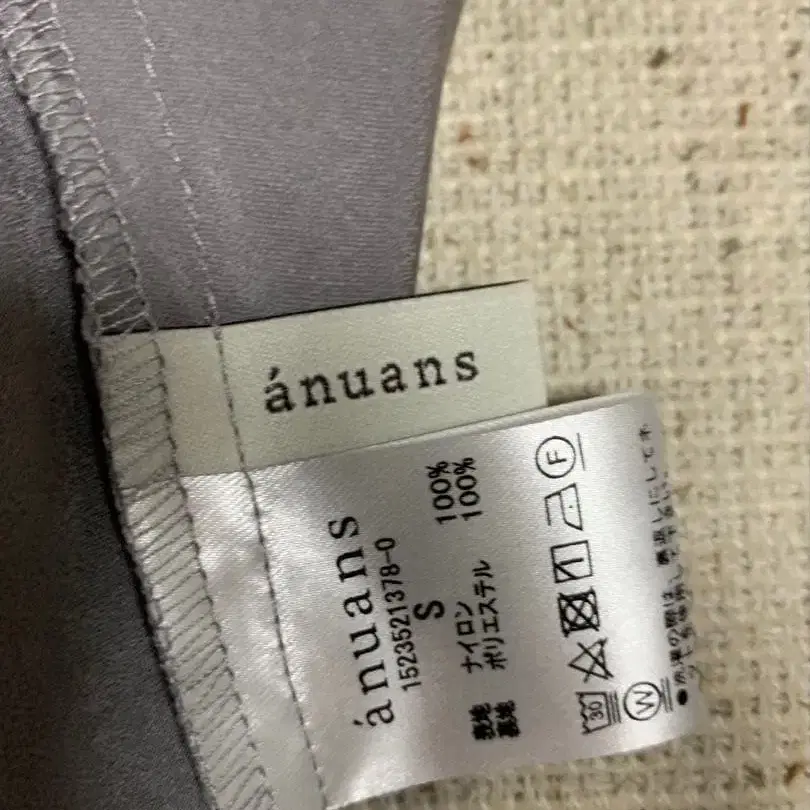 ánuans
ánuans
1523521378-0
S
表地 ナイロン 100%
裏地 ポリエステル 100%
30
F
W